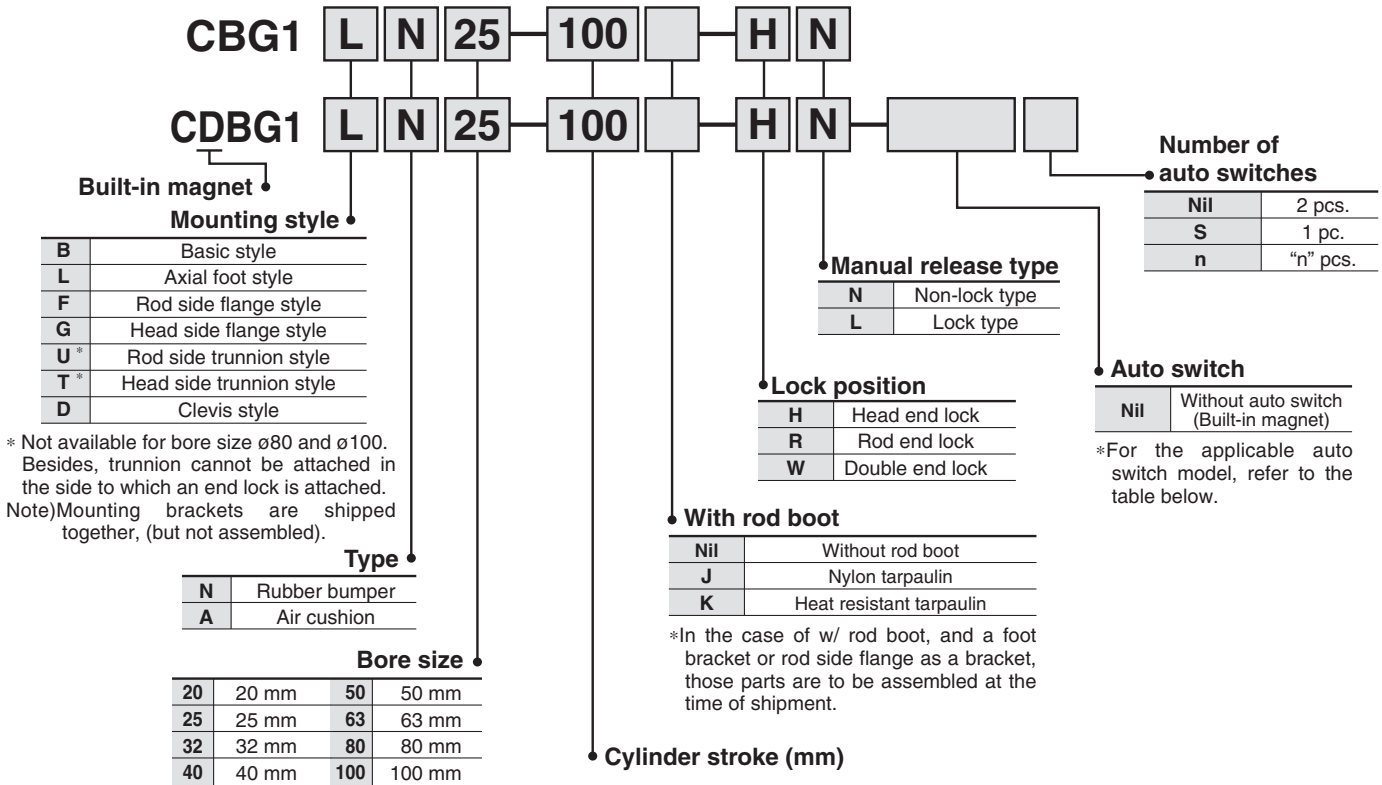 CBG1 L N 25 100 H N
CDBG1 L N 25 100 H N
Built-in magnet
Mounting style
B Basic style
L Axial foot style
F Rod side flange style
G Head side flange style
U * Rod side trunnion style
T * Head side trunnion style
D Clevis style
* Not available for bore size ø80 and ø100.
Besides, trunnion cannot be attached in
the side to which an end lock is attached.
Note)Mounting brackets are shipped
together, (but not assembled).
Type
N Rubber bumper
A Air cushion
Bore size
20 20 mm 50 50 mm
25 25 mm 63 63 mm
32 32 mm 80 80 mm
40 40 mm 100 100 mm
Cylinder stroke (mm)
With rod boot
Nil Without rod boot
J Nylon tarpaulin
K Heat resistant tarpaulin
*In the case of w/ rod boot, and a foot
bracket or rod side flange as a bracket,
those parts are to be assembled at the
time of shipment.
Lock position
H Head end lock
R Rod end lock
W Double end lock
Manual release type
N Non-lock type
L Lock type
Auto switch
Nil Without auto switch
(Built-in magnet)
*For the applicable auto
switch model, refer to the
table below.
Number of
auto switches
Nil 2 pcs.
S 1 pc.
n “n” pcs.